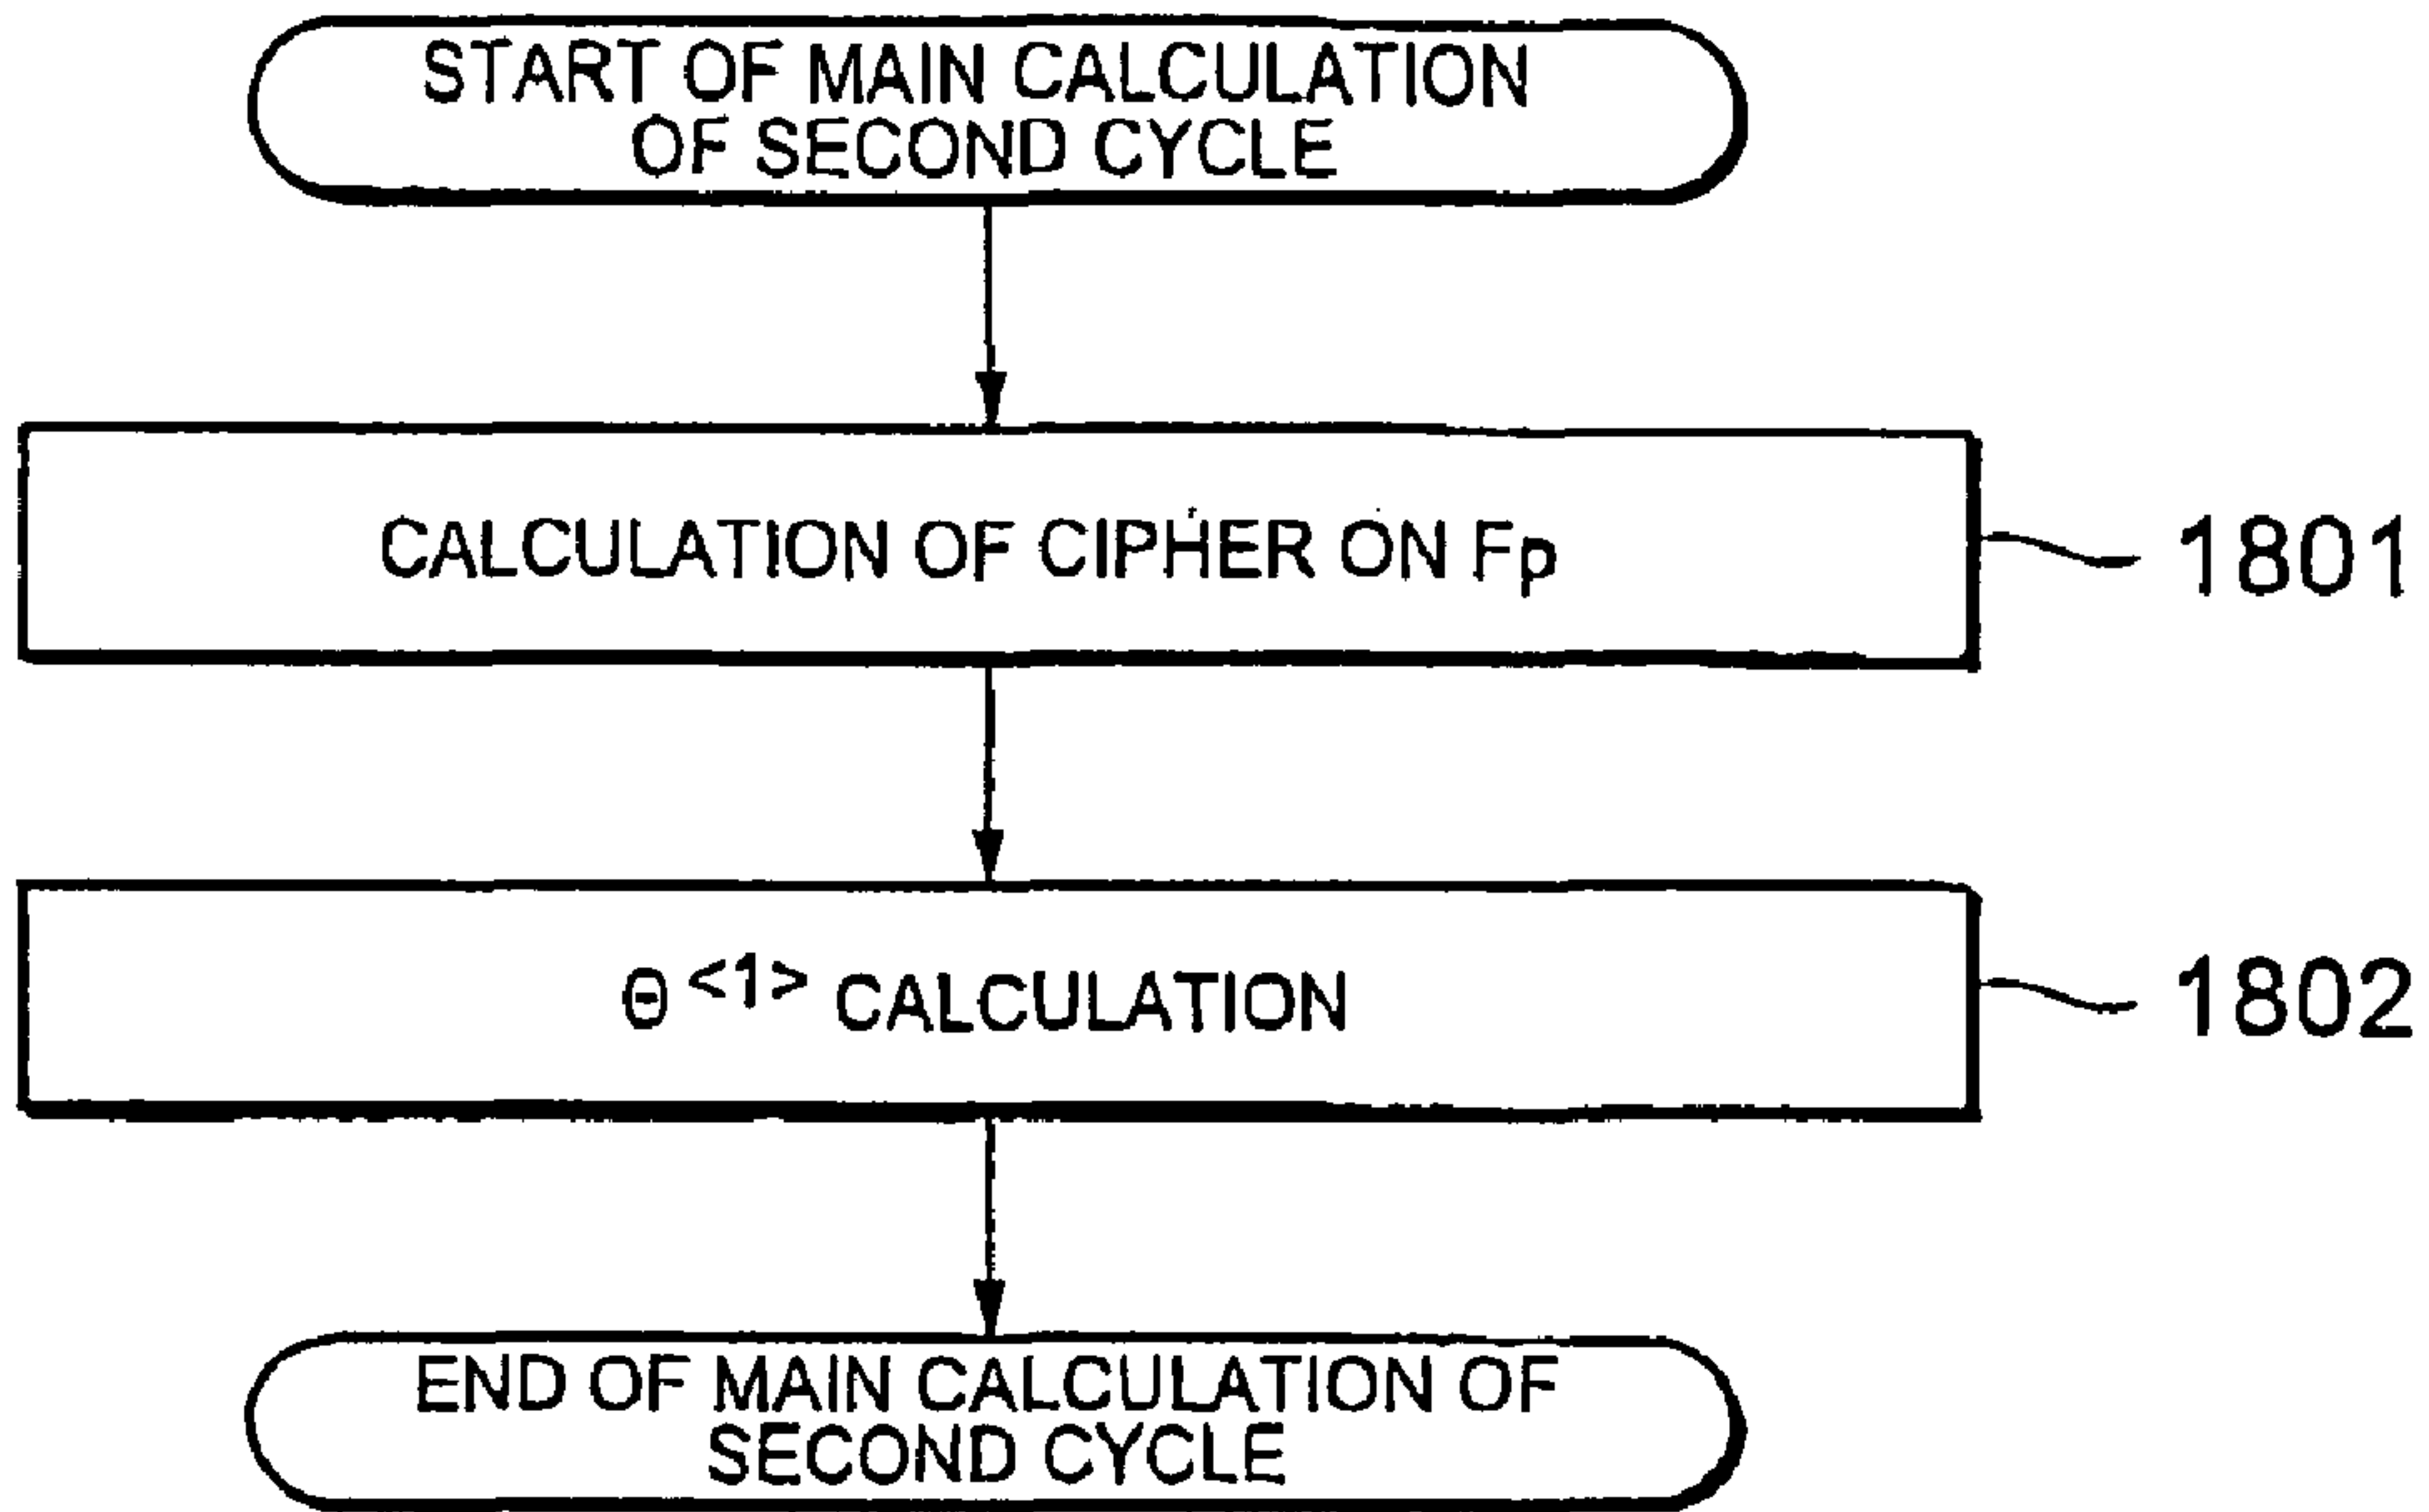 START OF MAIN CALCULATION
OF SECOND CYCLE
CALCULATION OF CIPHER ON Fp
1801
Θ <1> CALCULATION
1802
END OF MAIN CALCULATION OF
SECOND CYCLE